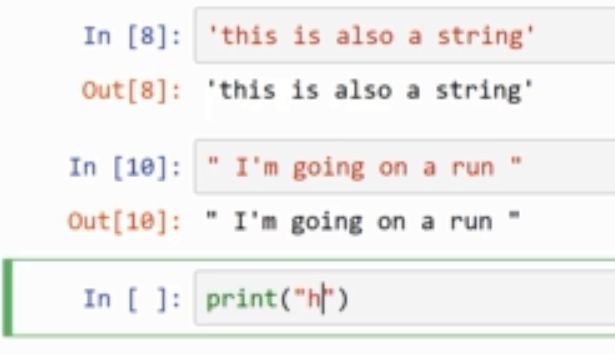 In [8]: 'this is also a string'
Out[8]: 'this is also a string'
In [10]: " I'm going on a run "
Out[10]: " I'm going on a run "
In [ ]: print("h")